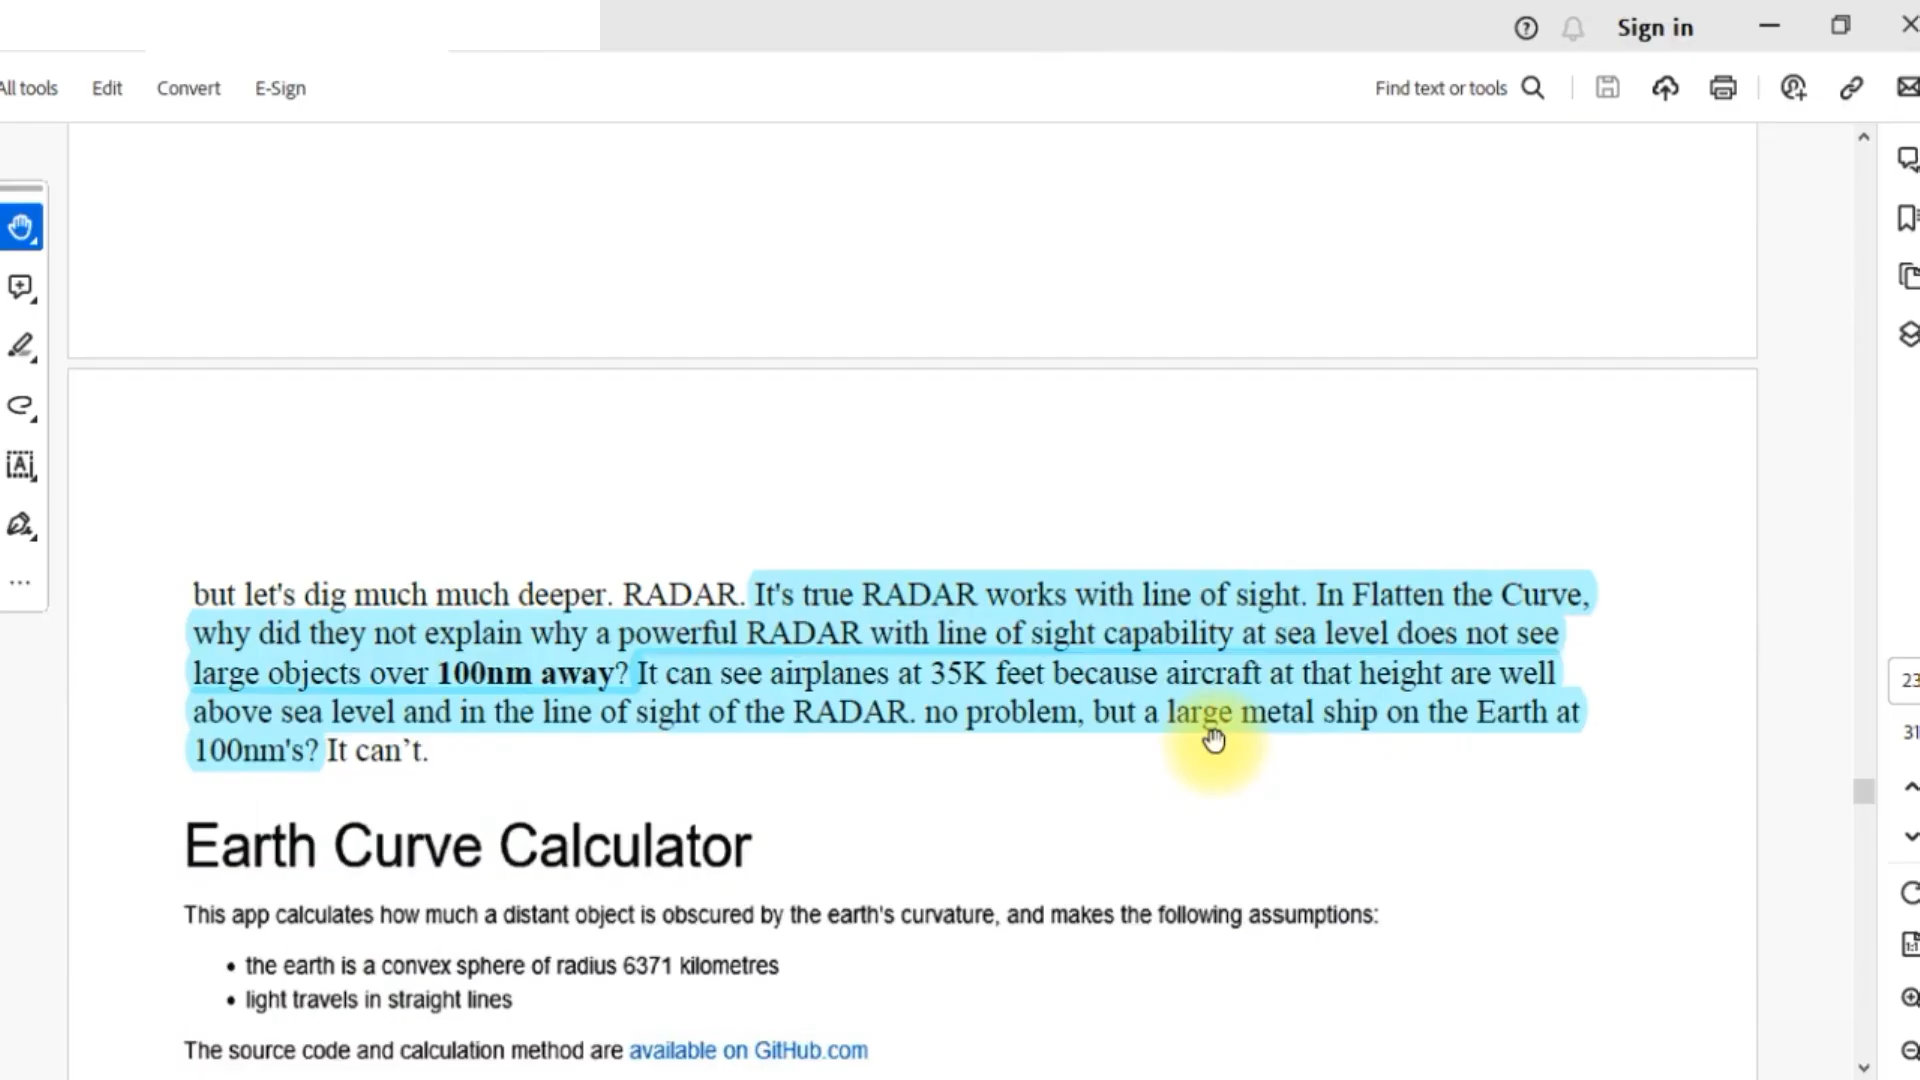 Sign in
All tools Edit Convert E-Sign Find text or tools
but let's dig much much deeper. RADAR. It's true RADAR works with line of sight. In Flatten the Curve,
why did they not explain why a powerful RADAR with line of sight capability at sea level does not see
large objects over 100nm away? It can see airplanes at 35K feet because aircraft at that height are well
above sea level and in the line of sight of the RADAR. no problem, but a large metal ship on the Earth at
100nm's? It can’t.
Earth Curve Calculator
This app calculates how much a distant object is obscured by the earth's curvature, and makes the following assumptions:
• the earth is a convex sphere of radius 6371 kilometres
• light travels in straight lines
The source code and calculation method are available on GitHub.com